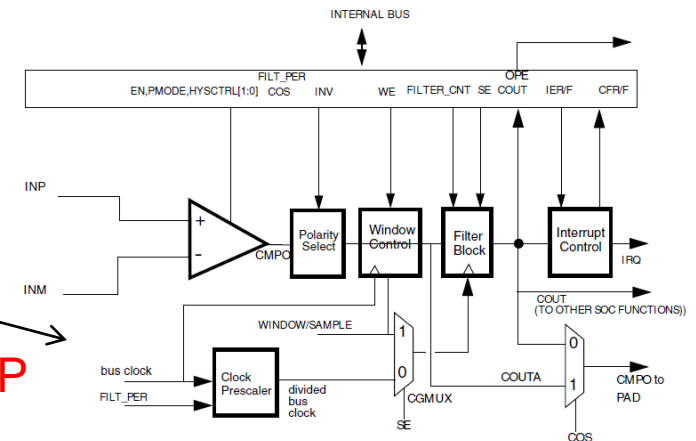 INTERNAL BUS
FILT_PER
OPE
EN,PMODE,HYSCTRL[1:0] COS INV WE FILTER_CNT SE COUT IER/F CFR/F
INP
+
-
INM
CMPO
Polarity
Select
Window
Control
Filter
Block
Interrupt
Control
IRQ
COUT
(TO OTHER SOC FUNCTIONS))
WINDOW/SAMPLE
1
0
CGMUX
SE
P
bus clock
FILT_PER
Clock
Prescaler
divided
bus
clock
COUTA
0
1
CMPO to
PAD
COS